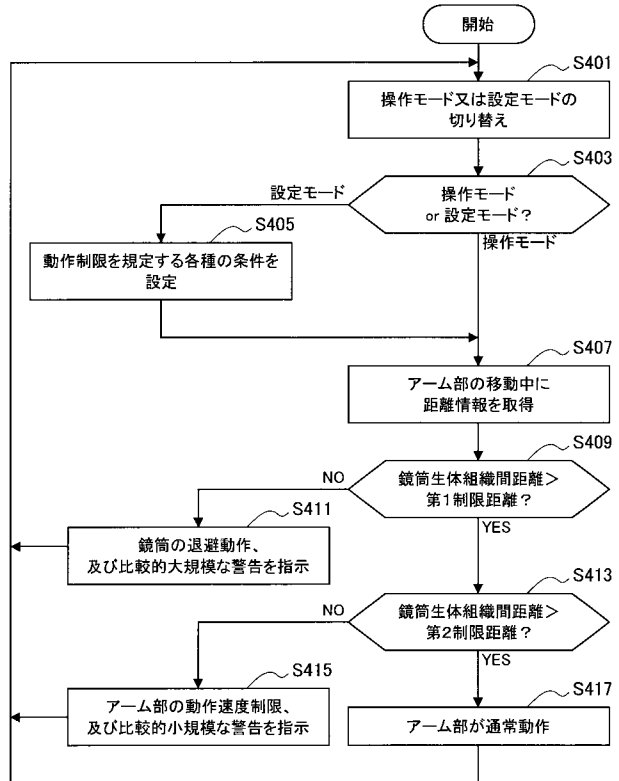 開始
S401
操作モード又は設定モードの
切り替え
S403
操作モード
or 設定モード?
設定モード
操作モード
S405
動作制限を規定する各種の条件を
設定
S407
アーム部の移動中に
距離情報を取得
S409
鏡筒生体組織間距離>
第1制限距離?
NO
YES
S411
鏡筒の退避動作、
及び比較的大規模な警告を指示
S413
鏡筒生体組織間距離>
第2制限距離?
NO
YES
S415
アーム部の動作速度制限、
及び比較的小規模な警告を指示
S417
アーム部が通常動作